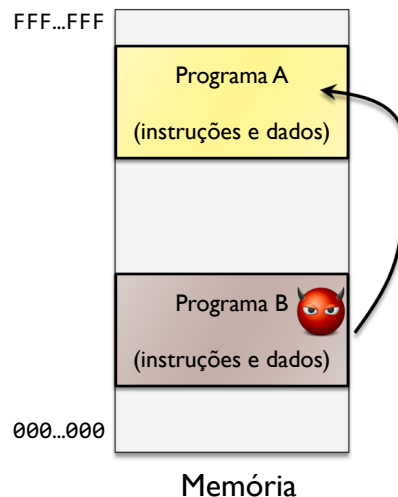 FFF…FFF
Programa A
(instruções e dados)
Programa B
(instruções e dados)
000…000
Memória